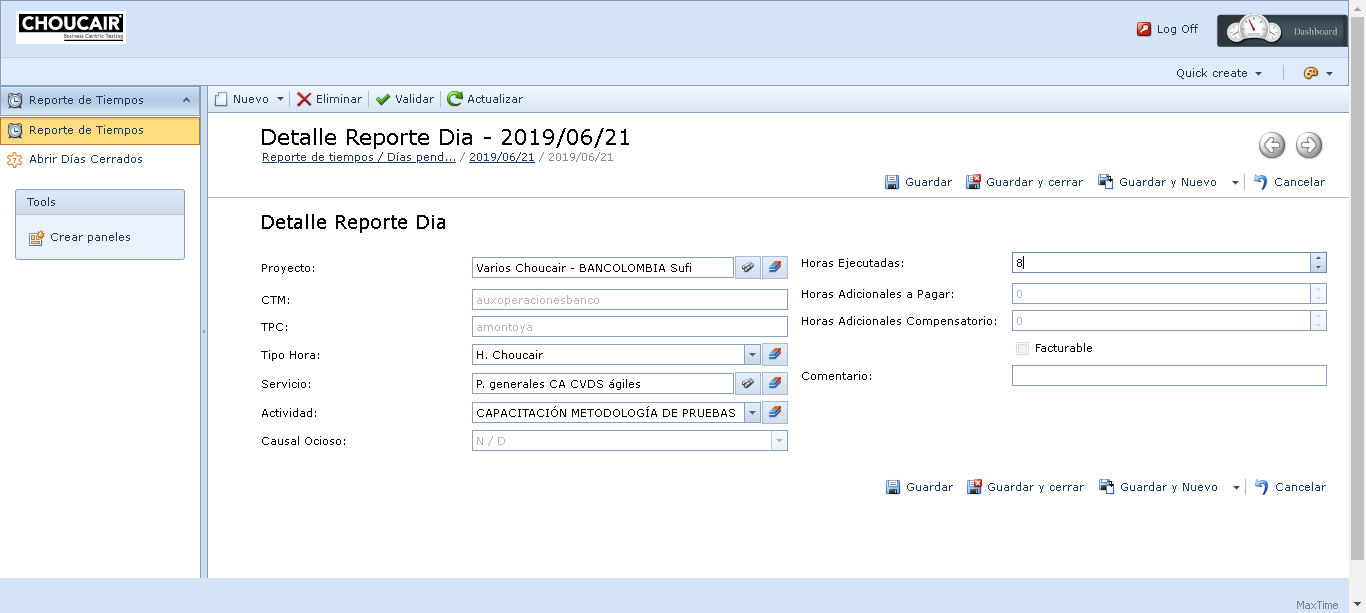 CHOUCAIR
Business Centric Testing
Log Off
Dashboard
Quick create
Reporte de Tiempos
Reporte de Tiempos
Abrir Días Cerrados
Tools
Crear paneles
Nuevo Eliminar Validar Actualizar
Detalle Reporte Dia - 2019/06/21
Reporte de tiempos / Días pend... / 2019/06/21 / 2019/06/21
Guardar Guardar y cerrar Guardar y Nuevo Cancelar
Detalle Reporte Dia
Proyecto: Varios Choucair - BANCOLOMBIA Sufi
CTM: auxoperacionesbanco
TPC: amontoya
Tipo Hora: H. Choucair
Servicio: P. generales CA CVDS ágiles
Actividad: CAPACITACIÓN METODOLOGÍA DE PRUEBAS
Causal Ocioso: N / D
Horas Ejecutadas: 8
Horas Adicionales a Pagar: 0
Horas Adicionales Compensatorio: 0
Facturable
Comentario:
Guardar Guardar y cerrar Guardar y Nuevo Cancelar
MaxTime